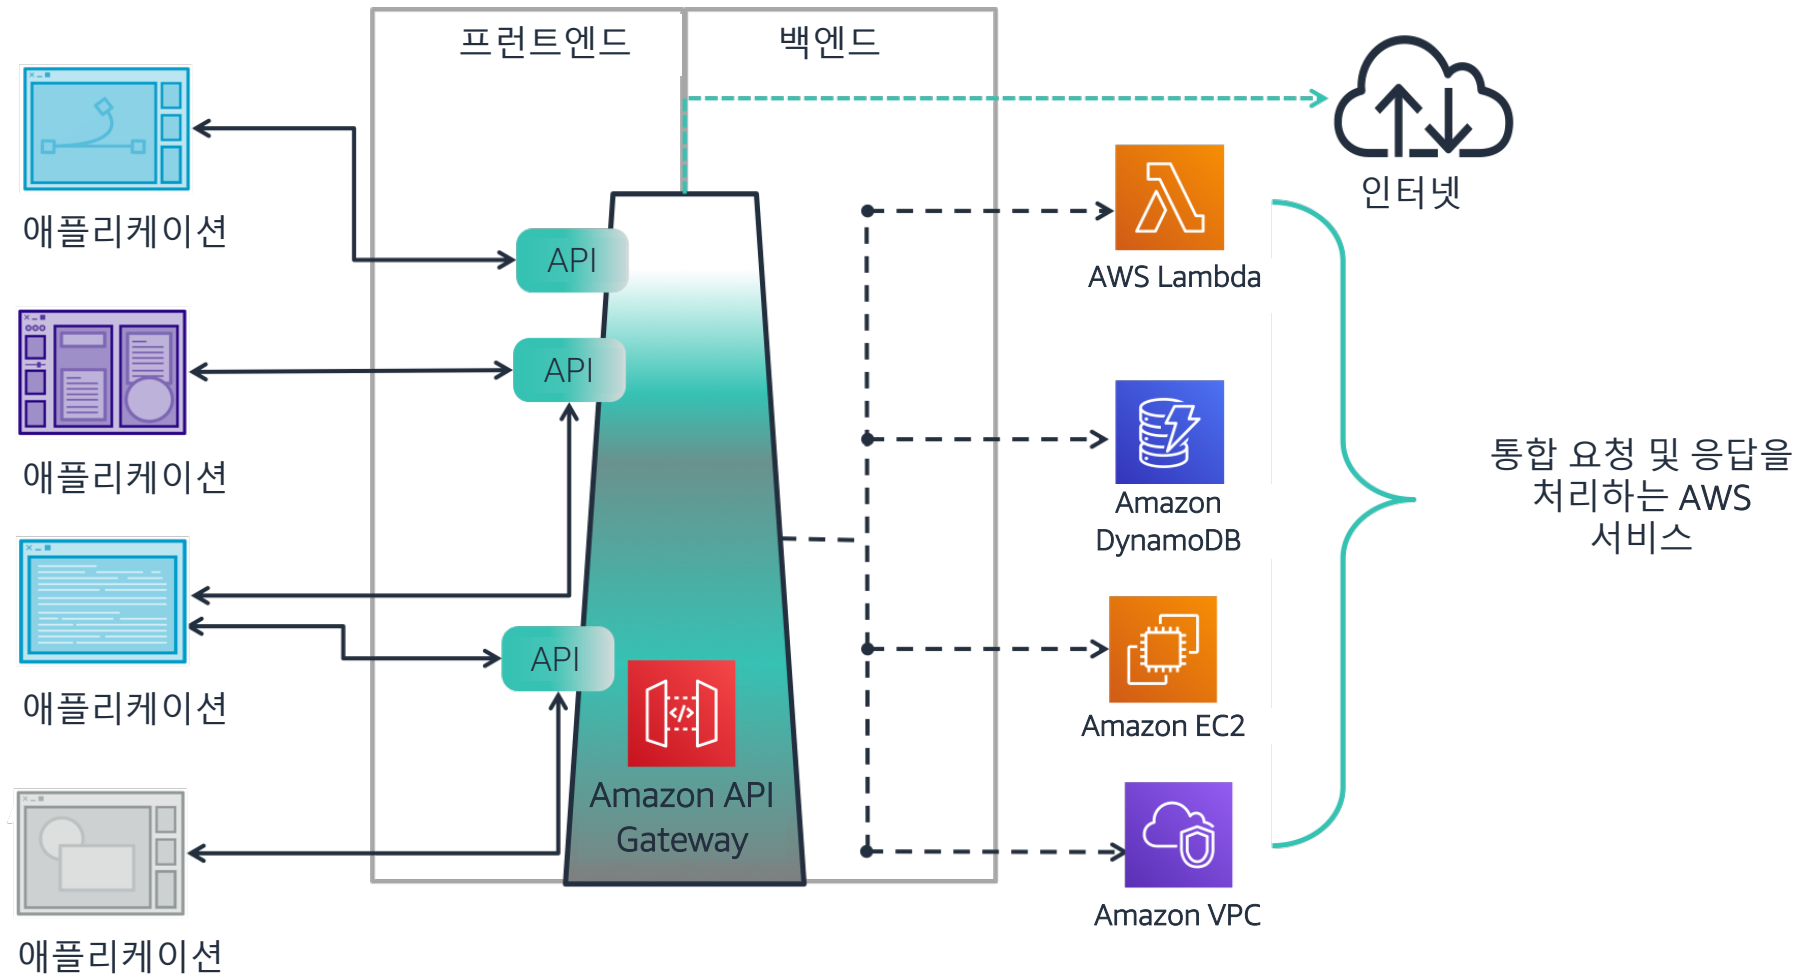 프런트엔드
백엔드
인터넷
애플리케이션
애플리케이션
애플리케이션
애플리케이션
API
API
API
Amazon API
Gateway
AWS Lambda
Amazon
DynamoDB
Amazon EC2
Amazon VPC
통합 요청 및 응답을
처리하는 AWS
서비스